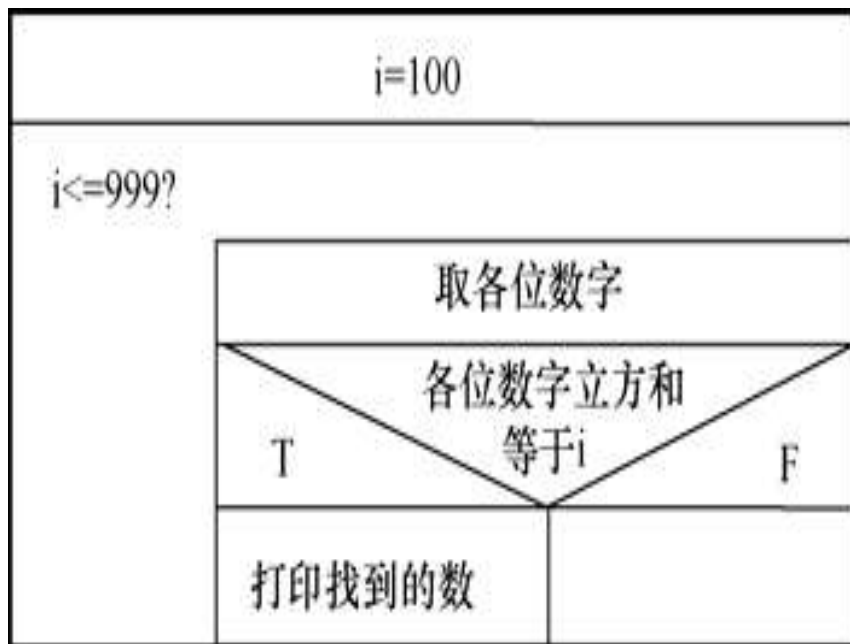 i=100
i<=999?
取各位数字
各位数字立方和
等于i
T
F
打印找到的数